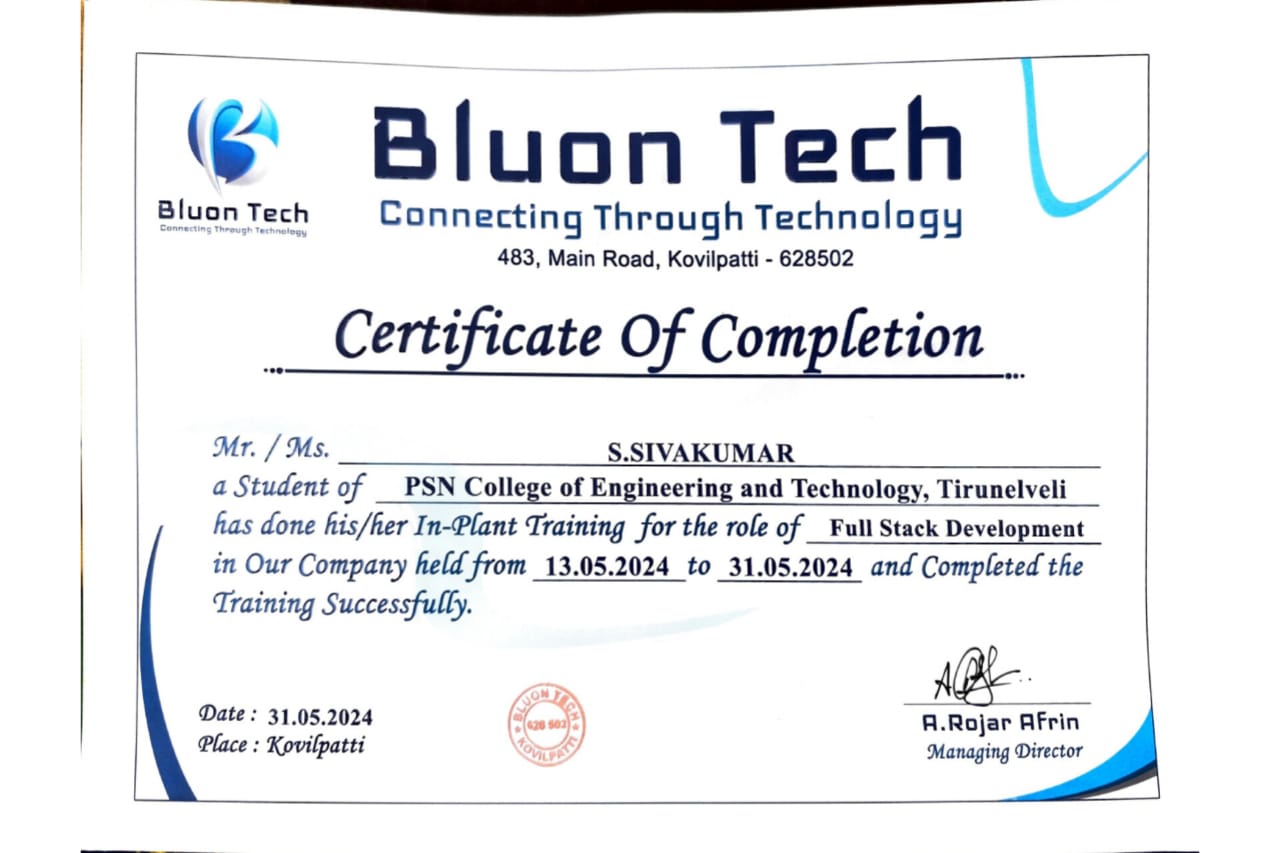 Bluon Tech
Connecting Through Technology
Bluon Tech
Connecting Through Technology
483, Main Road, Kovilpatti - 628502
Certificate Of Completion
Mr. / Ms. S.SIVAKUMAR
a Student of PSN College of Engineering and Technology, Tirunelveli
has done his/her In-Plant Training for the role of Full Stack Development
in Our Company held from 13.05.2024 to 31.05.2024 and Completed the
Training Successfully.
Date : 31.05.2024
Place : Kovilpatti
BLUON TECH
628 502
KOVILPATTI
A.Rojar AFrin
Managing Director